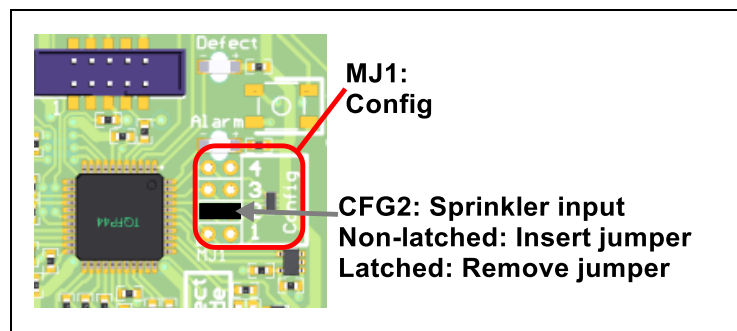 Defect
1
Alarm
4
3
1
Config
MJ1
TQFP44
MJ1:
Config
CFG2: Sprinkler input
Non-latched: Insert jumper
Latched: Remove jumper